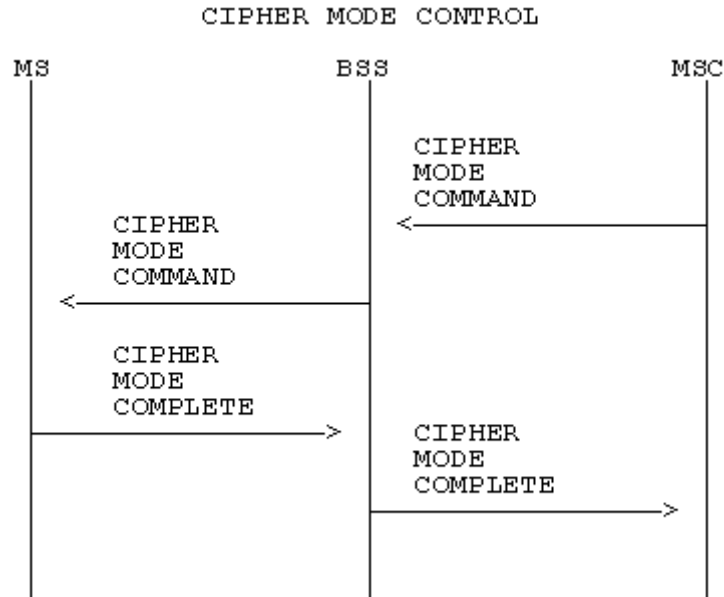 CIPHER MODE CONTROL
MS BSS MSC
CIPHER
MODE
COMMAND
CIPHER
MODE
COMMAND
CIPHER
MODE
COMPLETE
CIPHER
MODE
COMPLETE